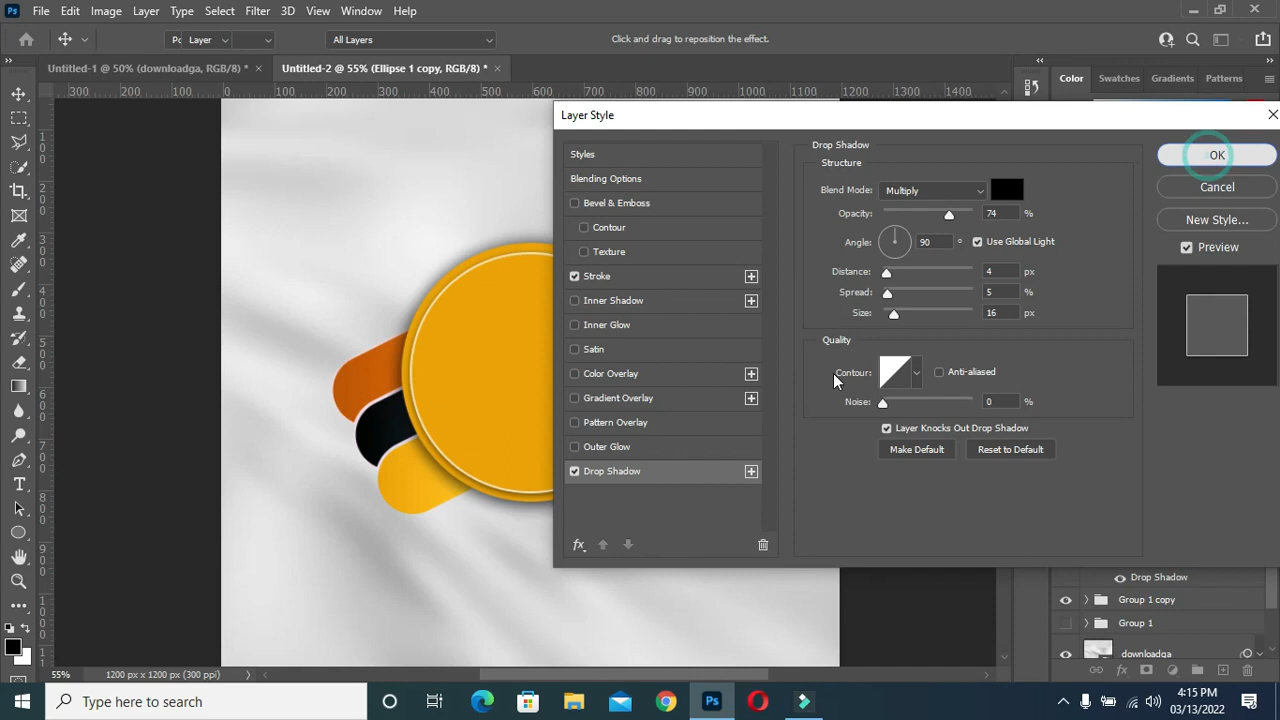 Ps File Edit Image Layer Type Select Filter 3D View Window Help
Layer All Layers Click and drag to reposition the effect.
Untitled-1 @ 50% (downloadga, RGB/8) * × Untitled-2 @ 55% (Ellipse 1 copy, RGB/8) * ×
Color Swatches Gradients Patterns
300 200 100 0 100 200 300 400 500 600 700 800 900 1000 1100 1200 1300 1400
Layer Style
Styles
Blending Options
Bevel & Emboss
Contour
Texture
Stroke
Inner Shadow
Inner Glow
Satin
Color Overlay
Gradient Overlay
Pattern Overlay
Outer Glow
Drop Shadow
fx
Drop Shadow
Structure
Blend Mode: Multiply
Opacity: 74 %
Angle: 90 ° Use Global Light
Distance: 4 px
Spread: 5 %
Size: 16 px
Quality
Contour: Anti-aliased
Noise: 0 %
Layer Knocks Out Drop Shadow
Make Default Reset to Default
OK
Cancel
New Style...
Preview
Drop Shadow
Group 1 copy
Group 1
downloadga
fx
55% 1200 px x 1200 px (300 ppi)
Type here to search
Ps
4:15 PM
03/13/2022